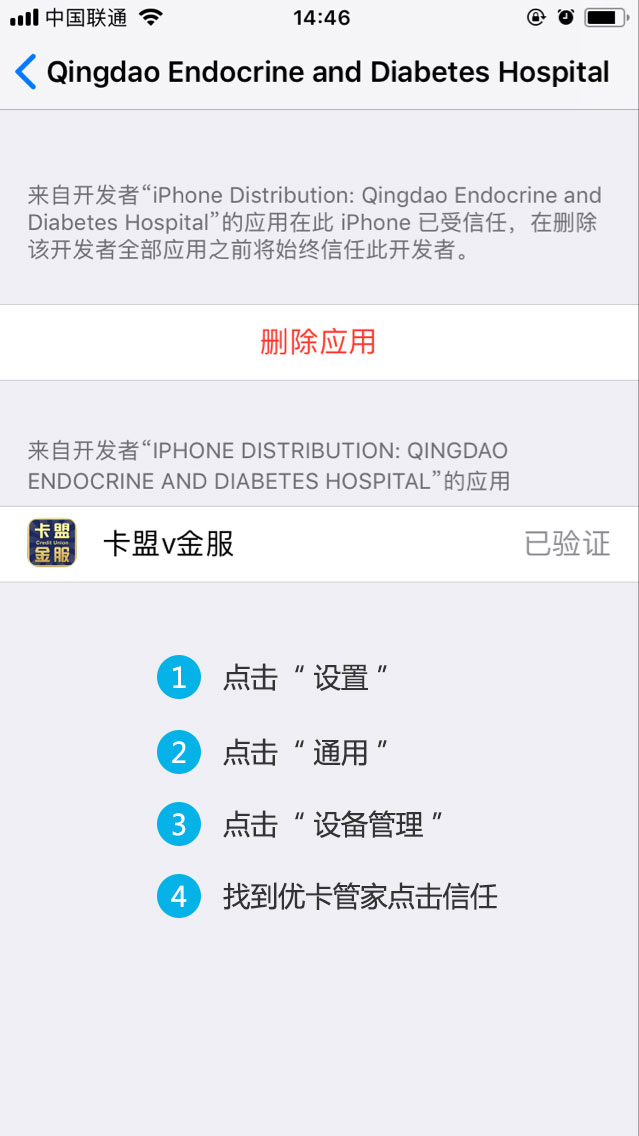 中国联通 14:46
Qingdao Endocrine and Diabetes Hospital
来自开发者“iPhone Distribution: Qingdao Endocrine and
Diabetes Hospital”的应用在此 iPhone 已受信任，在删除
该开发者全部应用之前将始终信任此开发者。
删除应用
来自开发者“IPHONE DISTRIBUTION: QINGDAO
ENDOCRINE AND DIABETES HOSPITAL”的应用
卡盟
Credit Union
金服
卡盟v金服 已验证
1 点击 “ 设置 ”
2 点击 “ 通用 ”
3 点击 “ 设备管理 ”
4 找到优卡管家点击信任